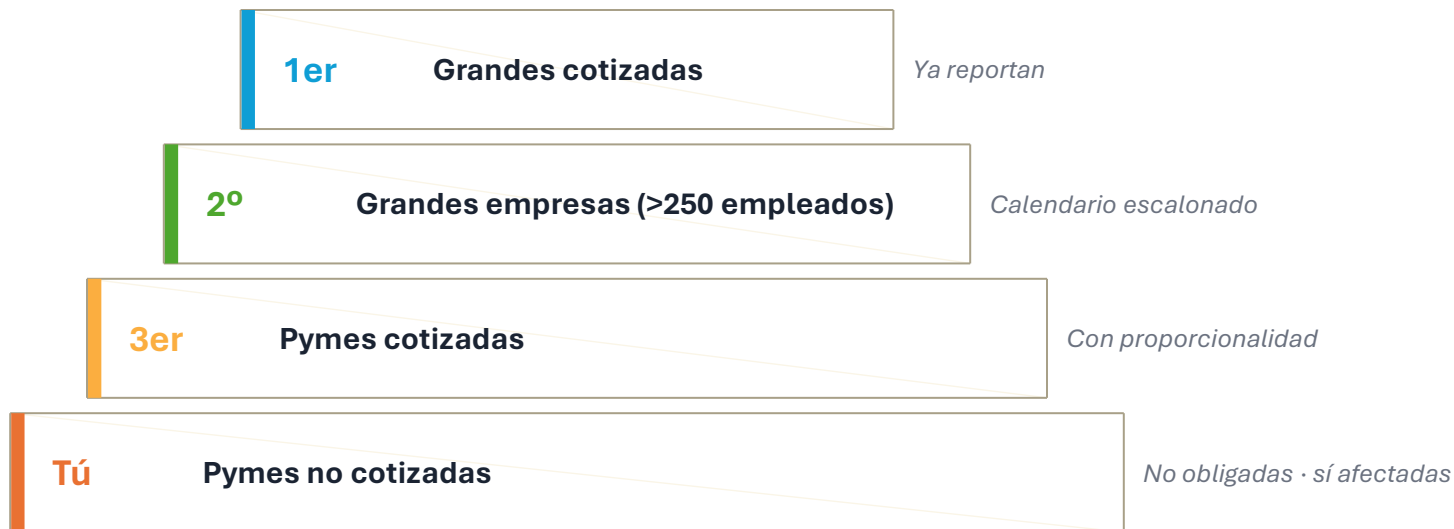 1er Grandes cotizadas Ya reportan
2º Grandes empresas (>250 empleados) Calendario escalonado
3er Pymes cotizadas Con proporcionalidad
Tú Pymes no cotizadas No obligadas · sí afectadas